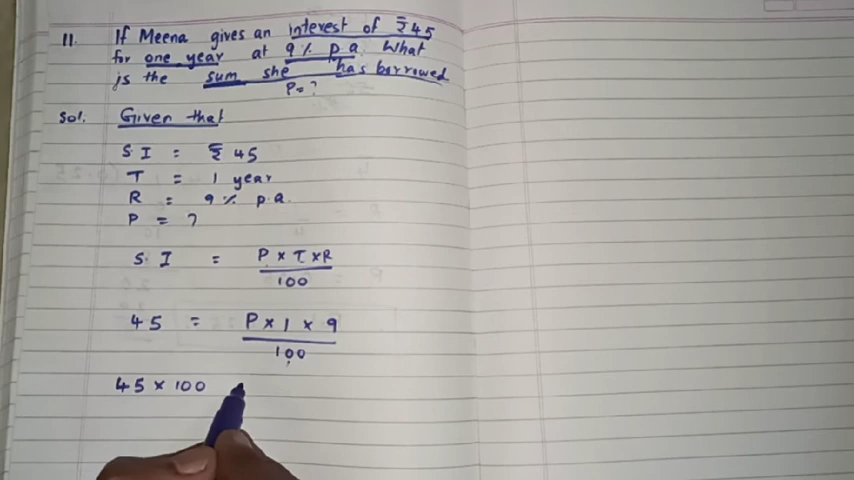 11. If Meena gives an interest of ₹45
for one year at 9% p.a. What
is the sum she has borrowed
P = ?
Sol. Given that
S.I = ₹ 45
T = 1 year
R = 9% p.a.
P = ?
S.I = P × T × R
100
45 = P × 1 × 9
100
45 × 100